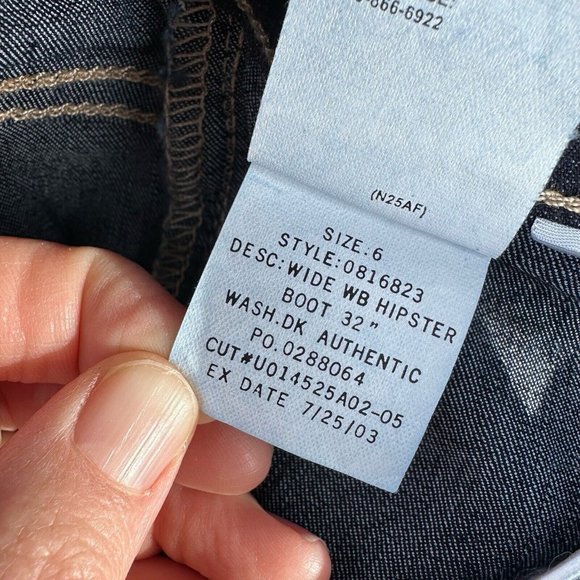 -866-6922
(N25AF)
SIZE.6
STYLE:0816823
DESC:WIDE WB HIPSTER
BOOT 32"
WASH.DK AUTHENTIC
PO.0288064
CUT#U014525A02-05
EX DATE 7/25/03